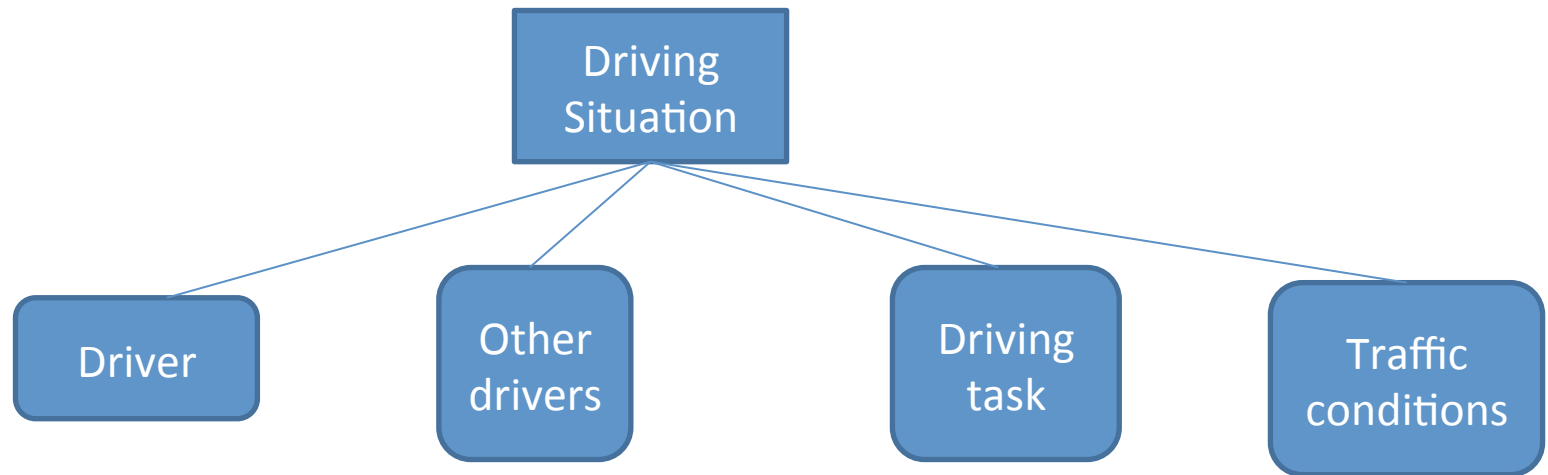 Driving
Situation
Driver
Other
drivers
Driving
task
Traffic
conditions